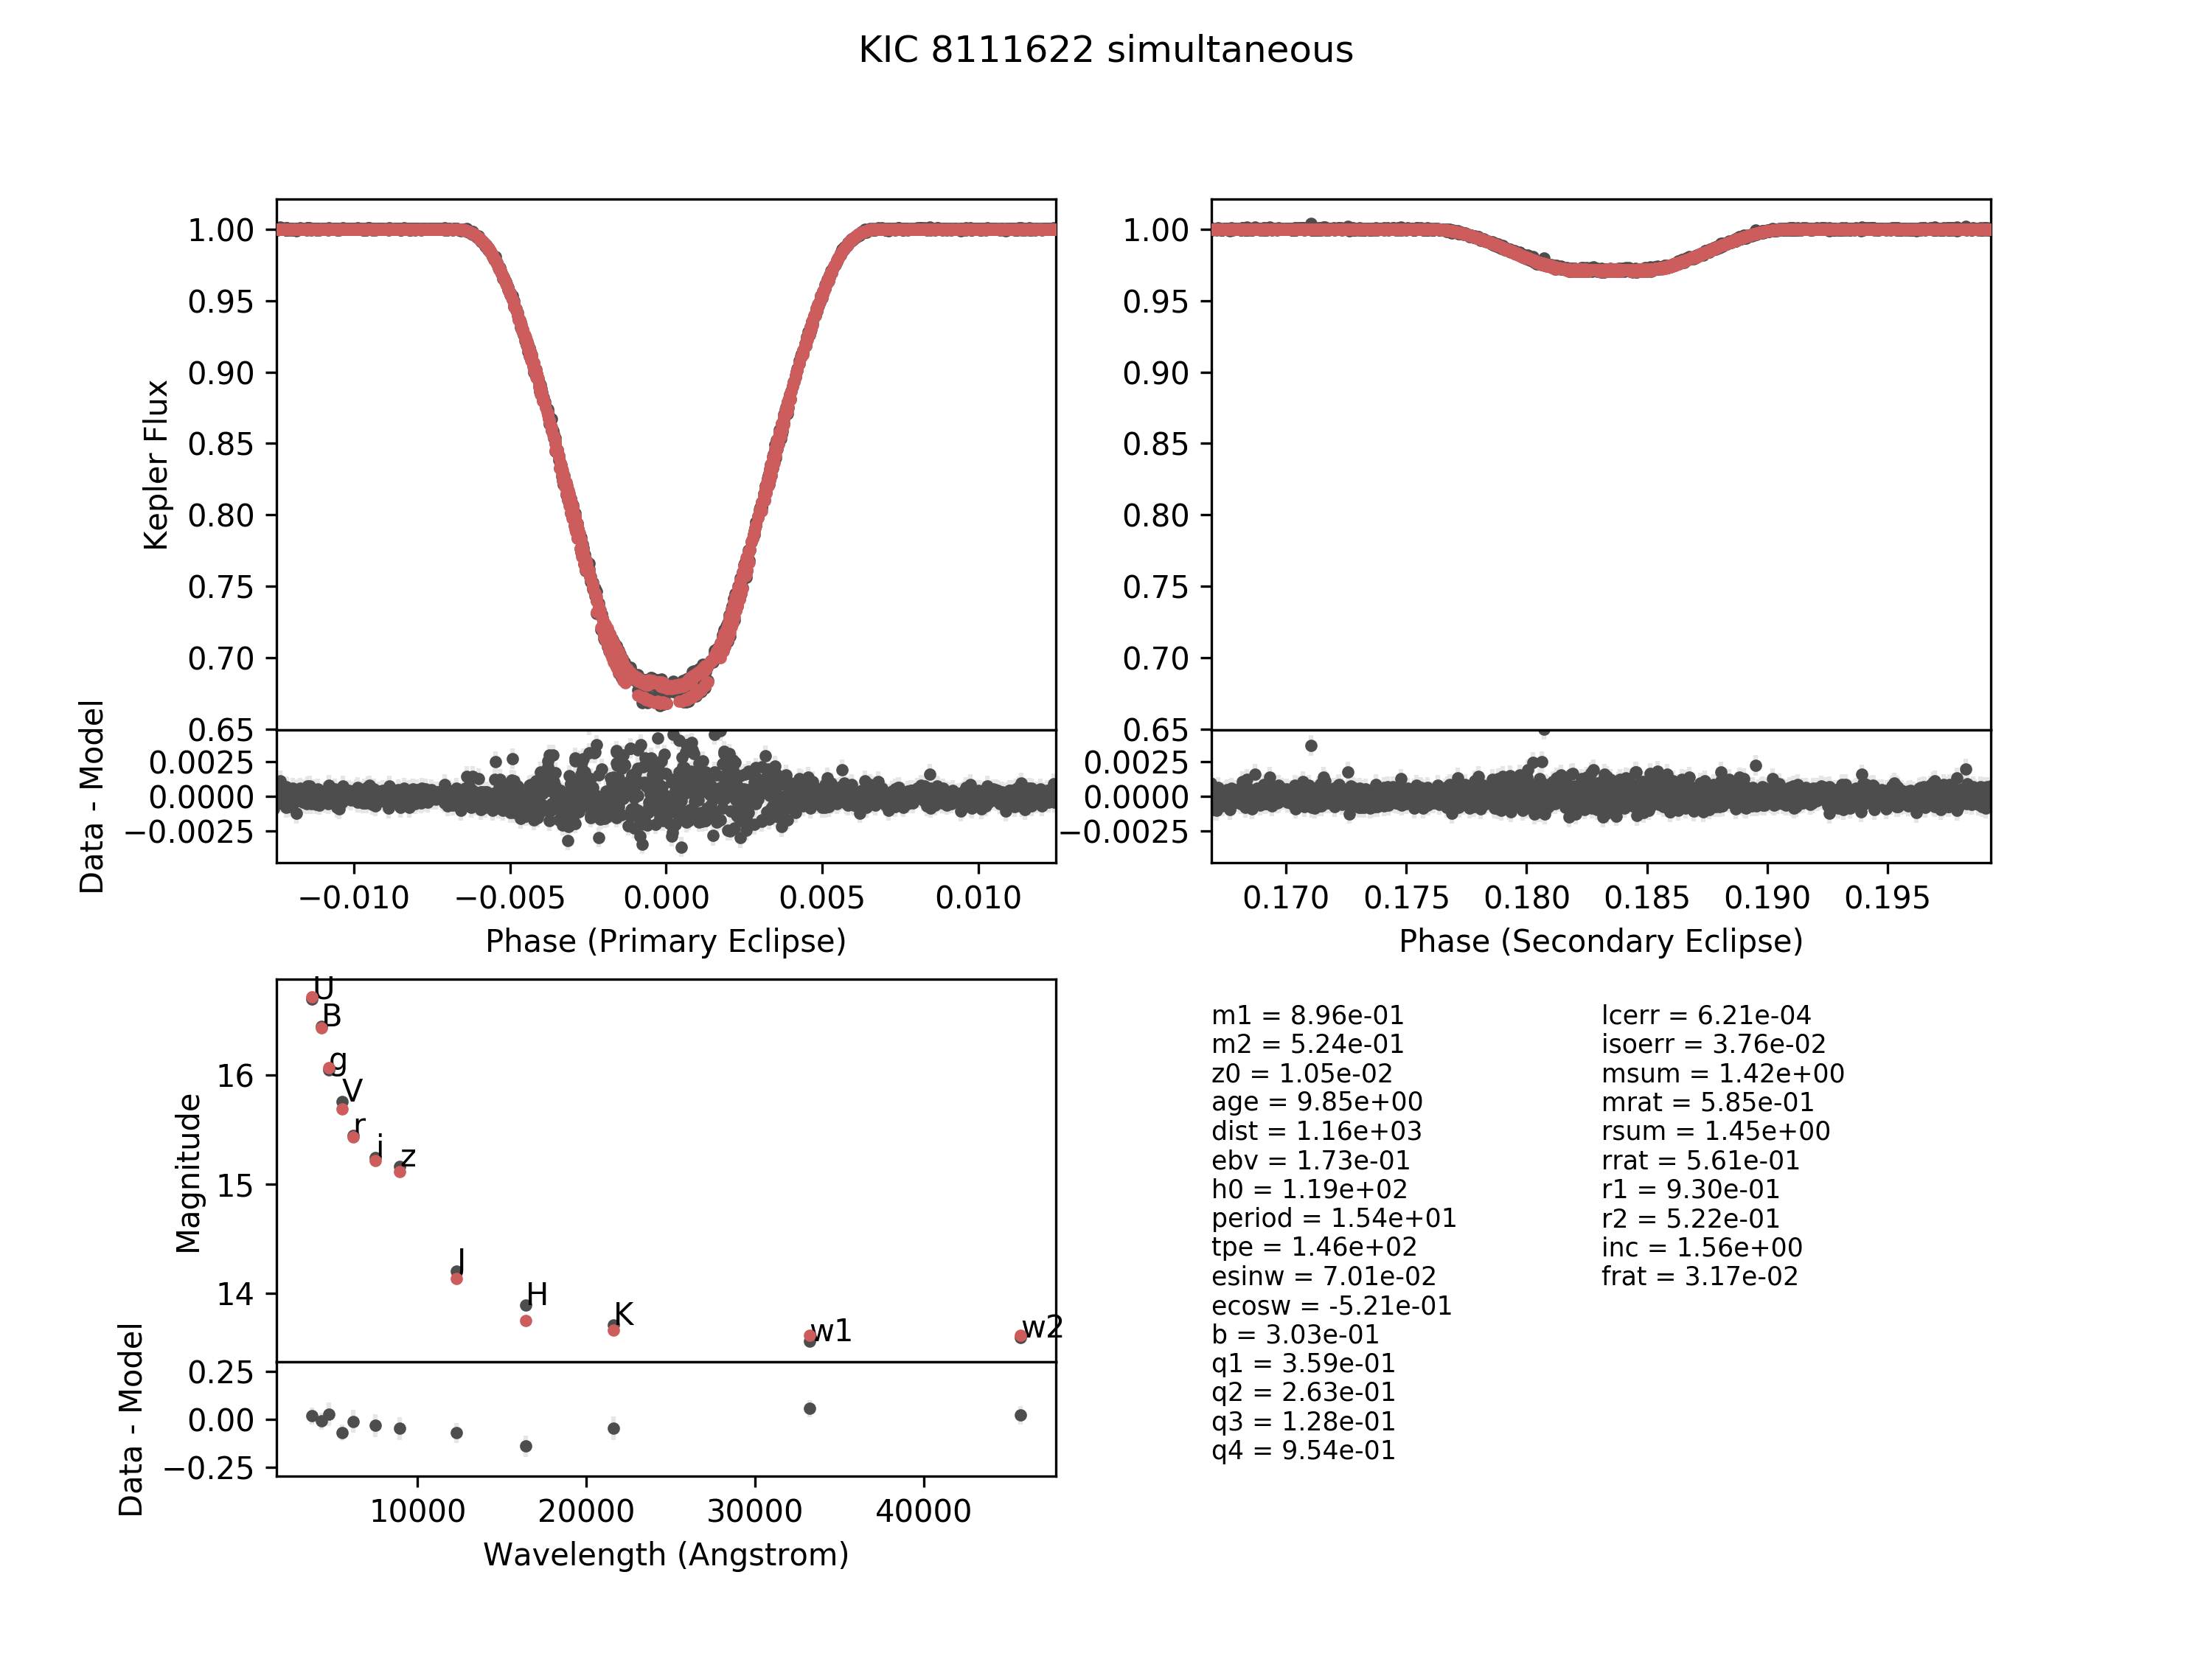 KIC 8111622 simultaneous
1.00
0.95
0.90
0.85
0.80
0.75
0.70
0.65
Kepler Flux
0.0025
0.0000
−0.0025
Data - Model
−0.010 −0.005 0.000 0.005 0.010
Phase (Primary Eclipse)
1.00
0.95
0.90
0.85
0.80
0.75
0.70
0.65
0.0025
0.0000
−0.0025
0.170 0.175 0.180 0.185 0.190 0.195
Phase (Secondary Eclipse)
16
15
14
Magnitude
U
B
g
V
r
i
z
J
H
K
w1
w2
0.25
0.00
−0.25
Data - Model
10000 20000 30000 40000
Wavelength (Angstrom)
m1 = 8.96e-01
m2 = 5.24e-01
z0 = 1.05e-02
age = 9.85e+00
dist = 1.16e+03
ebv = 1.73e-01
h0 = 1.19e+02
period = 1.54e+01
tpe = 1.46e+02
esinw = 7.01e-02
ecosw = -5.21e-01
b = 3.03e-01
q1 = 3.59e-01
q2 = 2.63e-01
q3 = 1.28e-01
q4 = 9.54e-01
lcerr = 6.21e-04
isoerr = 3.76e-02
msum = 1.42e+00
mrat = 5.85e-01
rsum = 1.45e+00
rrat = 5.61e-01
r1 = 9.30e-01
r2 = 5.22e-01
inc = 1.56e+00
frat = 3.17e-02